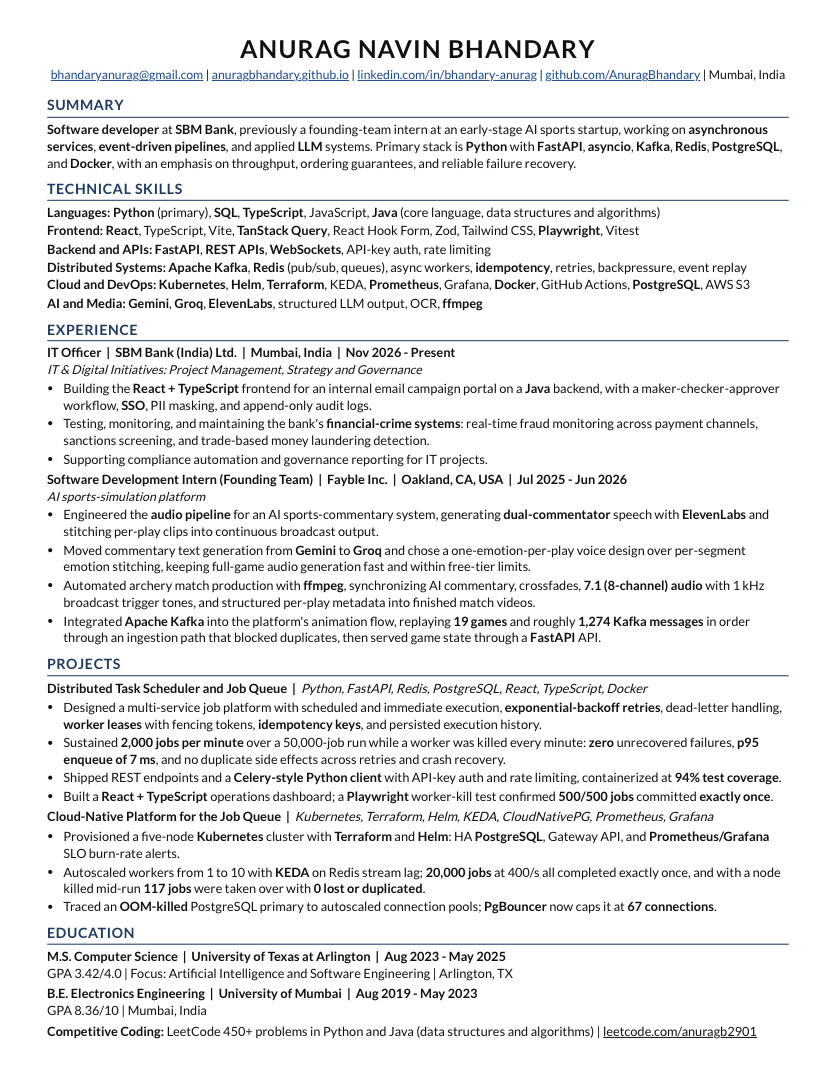 ANURAG NAVIN BHANDARY
bhandaryanurag@gmail.com | anuragbhandary.github.io | linkedin.com/in/bhandary-anurag | github.com/AnuragBhandary | Mumbai, India
SUMMARY
Software developer at SBM Bank, previously a founding-team intern at an early-stage AI sports startup, working on asynchronous
services, event-driven pipelines, and applied LLM systems. Primary stack is Python with FastAPI, asyncio, Kafka, Redis, PostgreSQL,
and Docker, with an emphasis on throughput, ordering guarantees, and reliable failure recovery.
TECHNICAL SKILLS
Languages: Python (primary), SQL, TypeScript, JavaScript, Java (core language, data structures and algorithms)
Frontend: React, TypeScript, Vite, TanStack Query, React Hook Form, Zod, Tailwind CSS, Playwright, Vitest
Backend and APIs: FastAPI, REST APIs, WebSockets, API-key auth, rate limiting
Distributed Systems: Apache Kafka, Redis (pub/sub, queues), async workers, idempotency, retries, backpressure, event replay
Cloud and DevOps: Kubernetes, Helm, Terraform, KEDA, Prometheus, Grafana, Docker, GitHub Actions, PostgreSQL, AWS S3
AI and Media: Gemini, Groq, ElevenLabs, structured LLM output, OCR, ffmpeg
EXPERIENCE
IT Officer | SBM Bank (India) Ltd. | Mumbai, India | Nov 2026 - Present
IT & Digital Initiatives: Project Management, Strategy and Governance
• Building the React + TypeScript frontend for an internal email campaign portal on a Java backend, with a maker-checker-approver
workflow, SSO, PII masking, and append-only audit logs.
• Testing, monitoring, and maintaining the bank's financial-crime systems: real-time fraud monitoring across payment channels,
sanctions screening, and trade-based money laundering detection.
• Supporting compliance automation and governance reporting for IT projects.
Software Development Intern (Founding Team) | Fayble Inc. | Oakland, CA, USA | Jul 2025 - Jun 2026
AI sports-simulation platform
• Engineered the audio pipeline for an AI sports-commentary system, generating dual-commentator speech with ElevenLabs and
stitching per-play clips into continuous broadcast output.
• Moved commentary text generation from Gemini to Groq and chose a one-emotion-per-play voice design over per-segment
emotion stitching, keeping full-game audio generation fast and within free-tier limits.
• Automated archery match production with ffmpeg, synchronizing AI commentary, crossfades, 7.1 (8-channel) audio with 1 kHz
broadcast trigger tones, and structured per-play metadata into finished match videos.
• Integrated Apache Kafka into the platform's animation flow, replaying 19 games and roughly 1,274 Kafka messages in order
through an ingestion path that blocked duplicates, then served game state through a FastAPI API.
PROJECTS
Distributed Task Scheduler and Job Queue | Python, FastAPI, Redis, PostgreSQL, React, TypeScript, Docker
• Designed a multi-service job platform with scheduled and immediate execution, exponential-backoff retries, dead-letter handling,
worker leases with fencing tokens, idempotency keys, and persisted execution history.
• Sustained 2,000 jobs per minute over a 50,000-job run while a worker was killed every minute: zero unrecovered failures, p95
enqueue of 7 ms, and no duplicate side effects across retries and crash recovery.
• Shipped REST endpoints and a Celery-style Python client with API-key auth and rate limiting, containerized at 94% test coverage.
• Built a React + TypeScript operations dashboard; a Playwright worker-kill test confirmed 500/500 jobs committed exactly once.
Cloud-Native Platform for the Job Queue | Kubernetes, Terraform, Helm, KEDA, CloudNativePG, Prometheus, Grafana
• Provisioned a five-node Kubernetes cluster with Terraform and Helm: HA PostgreSQL, Gateway API, and Prometheus/Grafana
SLO burn-rate alerts.
• Autoscaled workers from 1 to 10 with KEDA on Redis stream lag; 20,000 jobs at 400/s all completed exactly once, and with a node
killed mid-run 117 jobs were taken over with 0 lost or duplicated.
• Traced an OOM-killed PostgreSQL primary to autoscaled connection pools; PgBouncer now caps it at 67 connections.
EDUCATION
M.S. Computer Science | University of Texas at Arlington | Aug 2023 - May 2025
GPA 3.42/4.0 | Focus: Artificial Intelligence and Software Engineering | Arlington, TX
B.E. Electronics Engineering | University of Mumbai | Aug 2019 - May 2023
GPA 8.36/10 | Mumbai, India
Competitive Coding: LeetCode 450+ problems in Python and Java (data structures and algorithms) | leetcode.com/anuragb2901